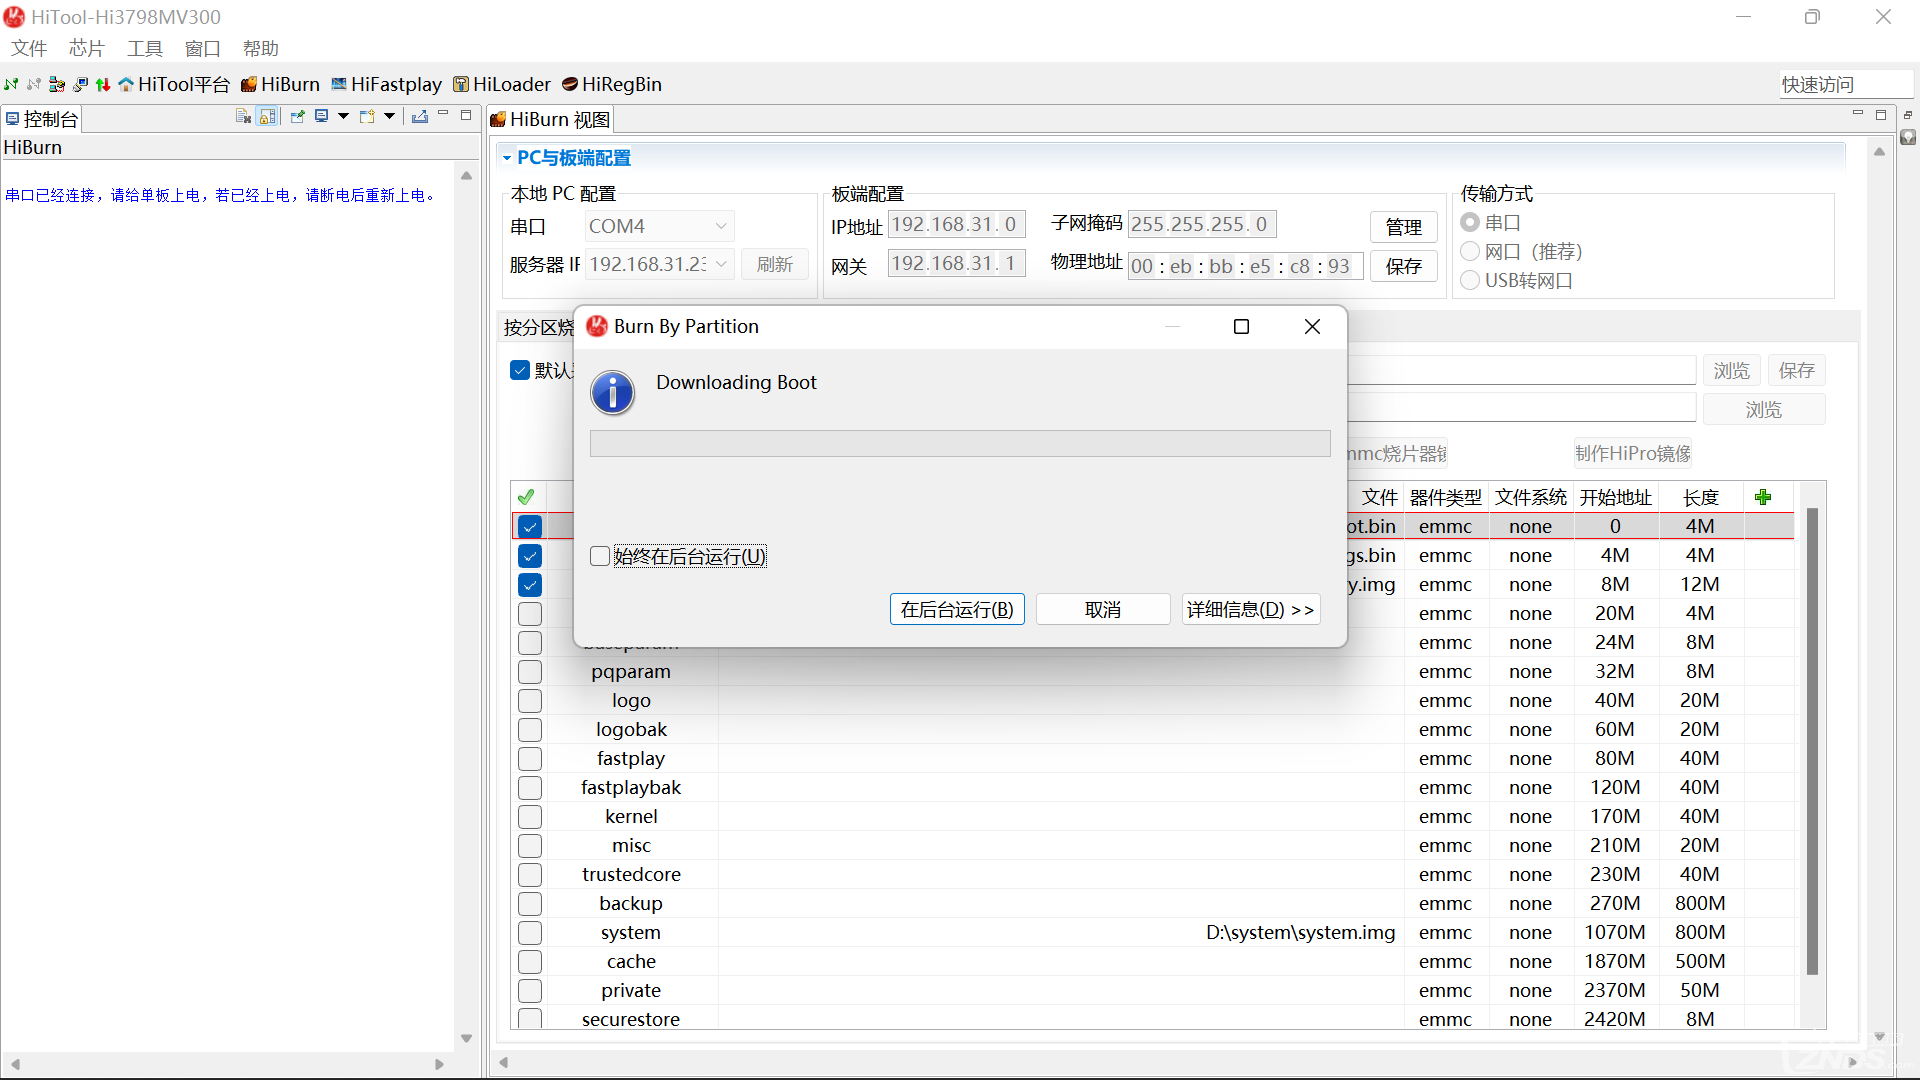 HiTool-Hi3798MV300
文件 芯片 工具 窗口 帮助
HiTool平台 HiBurn HiFastplay HiLoader HiRegBin
快速访问
控制台
HiBurn
串口已经连接，请给单板上电，若已经上电，请断电后重新上电。
HiBurn 视图
PC与板端配置
本地 PC 配置
串口 COM4
服务器 IF 192.168.31.23 刷新
板端配置
IP地址 192.168.31. 0 子网掩码 255.255.255. 0 管理
网关 192.168.31. 1 物理地址 00 : eb : bb : e5 : c8 : 93 保存
传输方式
串口
网口（推荐）
USB转网口
按分区烧
默认
浏览 保存
浏览
mmc烧片器镜 制作HiPro镜像
Burn By Partition
Downloading Boot
始终在后台运行(U)
在后台运行(B) 取消 详细信息(D) >>
文件 器件类型 文件系统 开始地址 长度
ot.bin emmc none 0 4M
gs.bin emmc none 4M 4M
y.img emmc none 8M 12M
emmc none 20M 4M
baseparam emmc none 24M 8M
pqparam emmc none 32M 8M
logo emmc none 40M 20M
logobak emmc none 60M 20M
fastplay emmc none 80M 40M
fastplaybak emmc none 120M 40M
kernel emmc none 170M 40M
misc emmc none 210M 20M
trustedcore emmc none 230M 40M
backup emmc none 270M 800M
system D:\system\system.img emmc none 1070M 800M
cache emmc none 1870M 500M
private emmc none 2370M 50M
securestore emmc none 2420M 8M